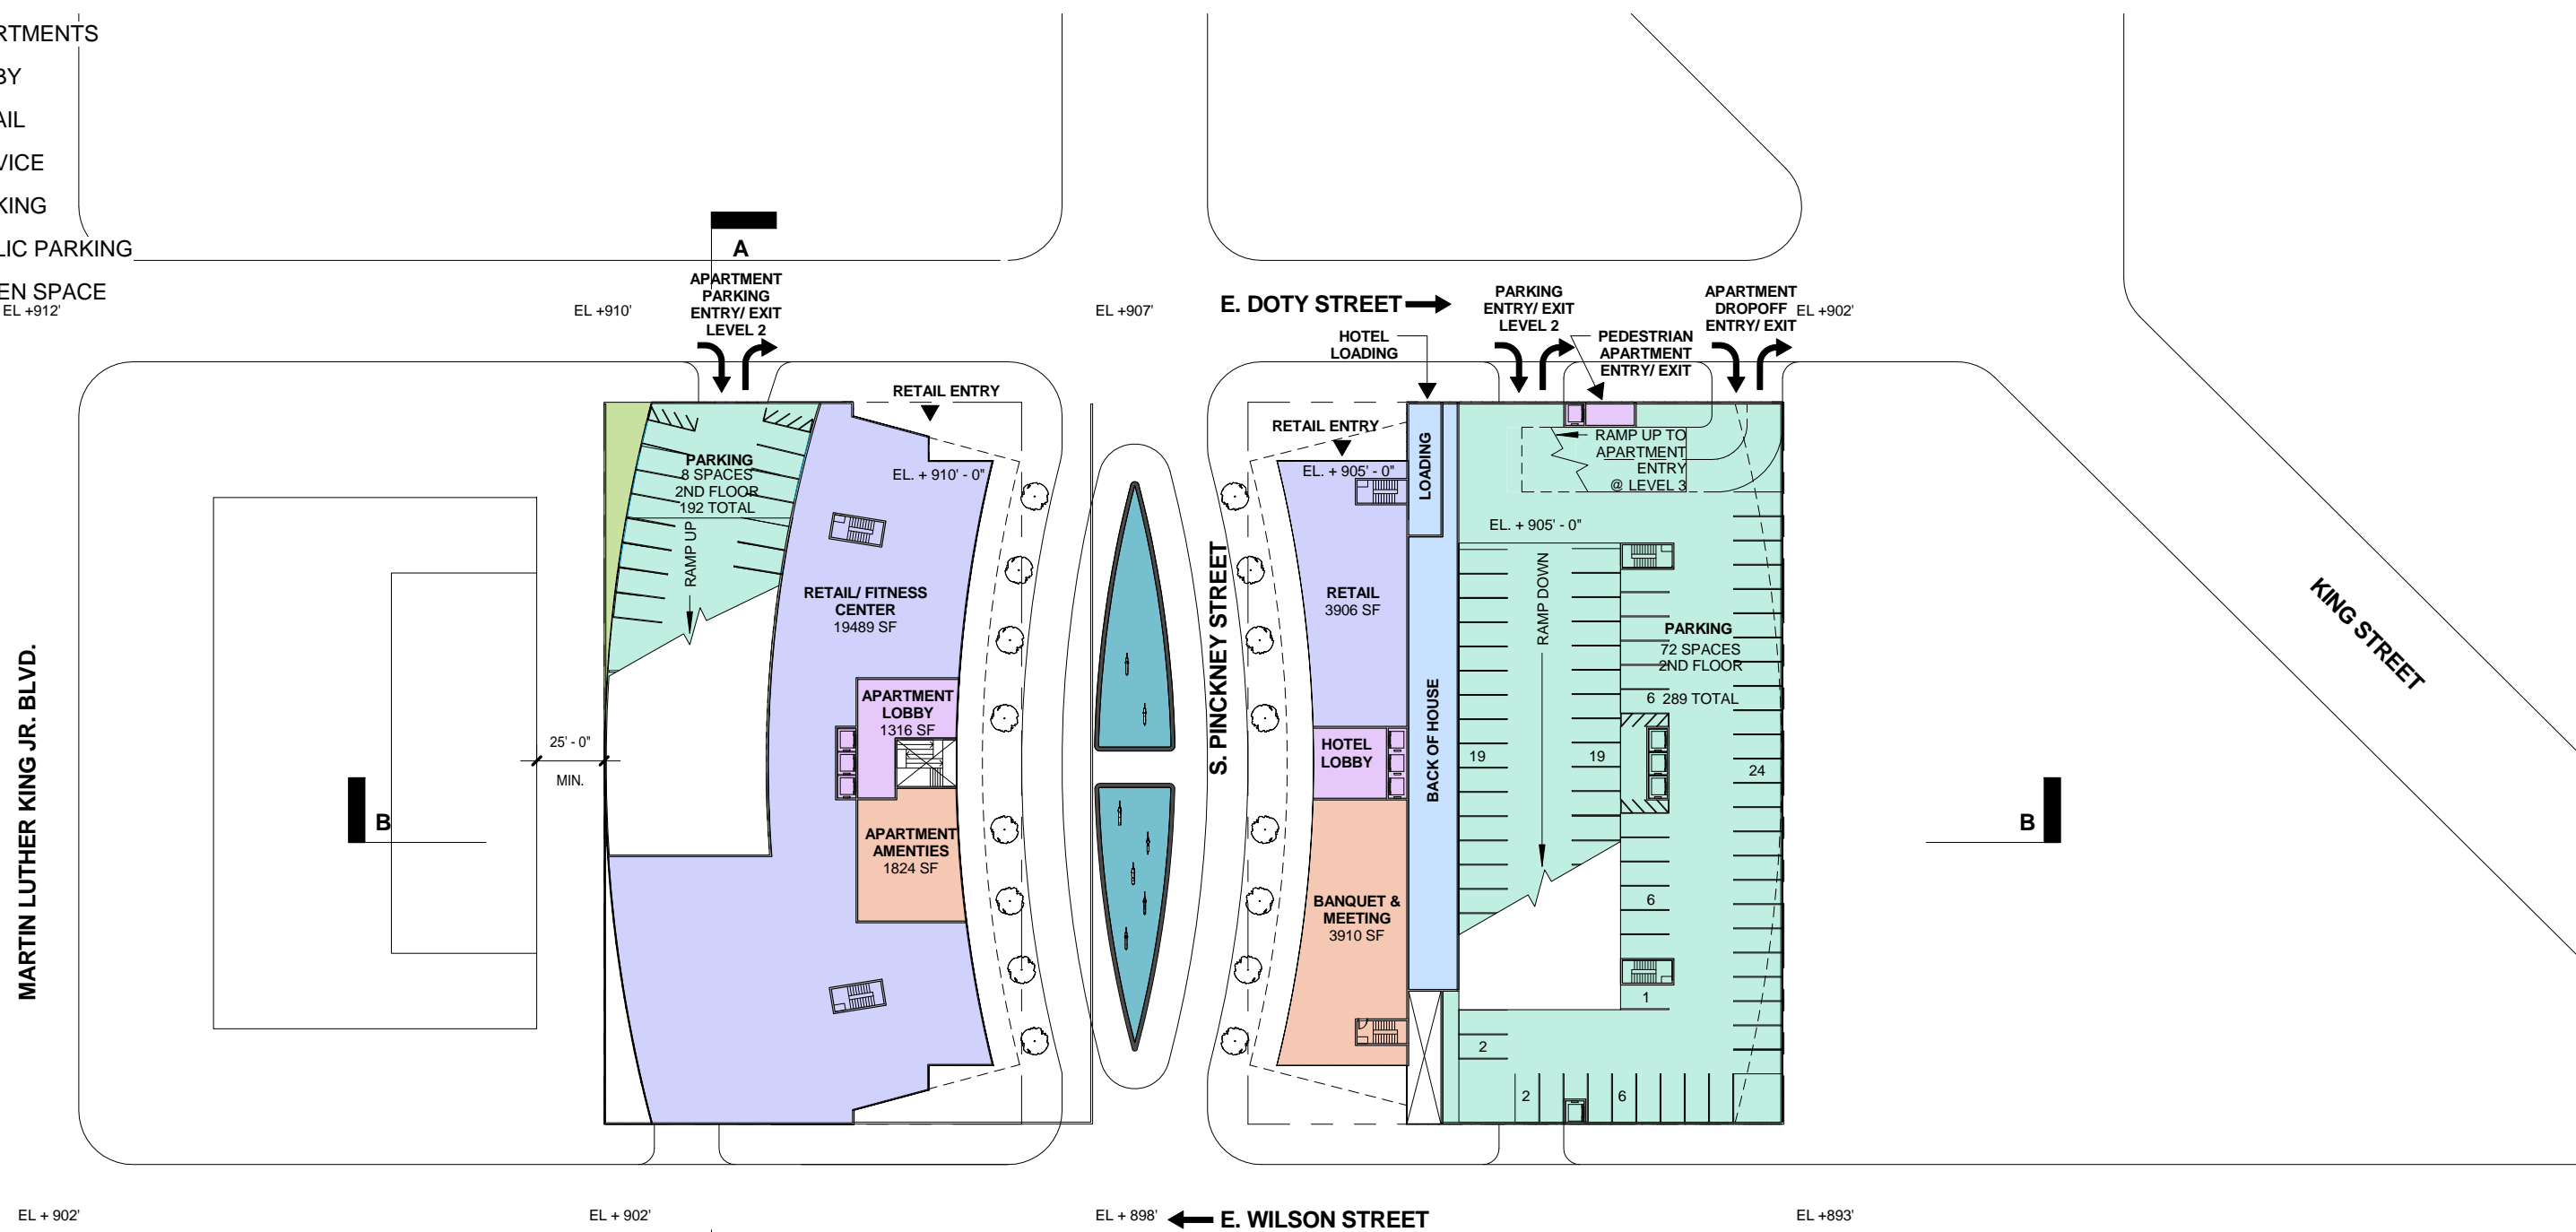 RTMENTS
BY
AIL
VICE
KING
LIC PARKING
EN SPACE
EL +912'
EL +910'
A
APARTMENT
PARKING
ENTRY/ EXIT
LEVEL 2
EL +907'
E. DOTY STREET
HOTEL
LOADING
PARKING
ENTRY/ EXIT
LEVEL 2
PEDESTRIAN
APARTMENT
ENTRY/ EXIT
APARTMENT
DROPOFF
ENTRY/ EXIT
EL +902'
RETAIL ENTRY
RETAIL ENTRY
PARKING
8 SPACES
2ND FLOOR
192 TOTAL
RAMP UP
EL. + 910' - 0"
RETAIL/ FITNESS
CENTER
19489 SF
APARTMENT
LOBBY
1316 SF
APARTMENT
AMENTIES
1824 SF
25' - 0"
MIN.
B
MARTIN LUTHER KING JR. BLVD.
S. PINCKNEY STREET
EL. + 905' - 0"
RETAIL
3906 SF
HOTEL
LOBBY
BANQUET &
MEETING
3910 SF
LOADING
BACK OF HOUSE
RAMP UP TO
APARTMENT
ENTRY
@ LEVEL 3
EL. + 905' - 0"
RAMP DOWN
PARKING
72 SPACES
2ND FLOOR
289 TOTAL
6
19
19
24
6
1
2
2
6
B
KING STREET
EL + 902'
EL + 902'
EL + 898'
E. WILSON STREET
EL +893'